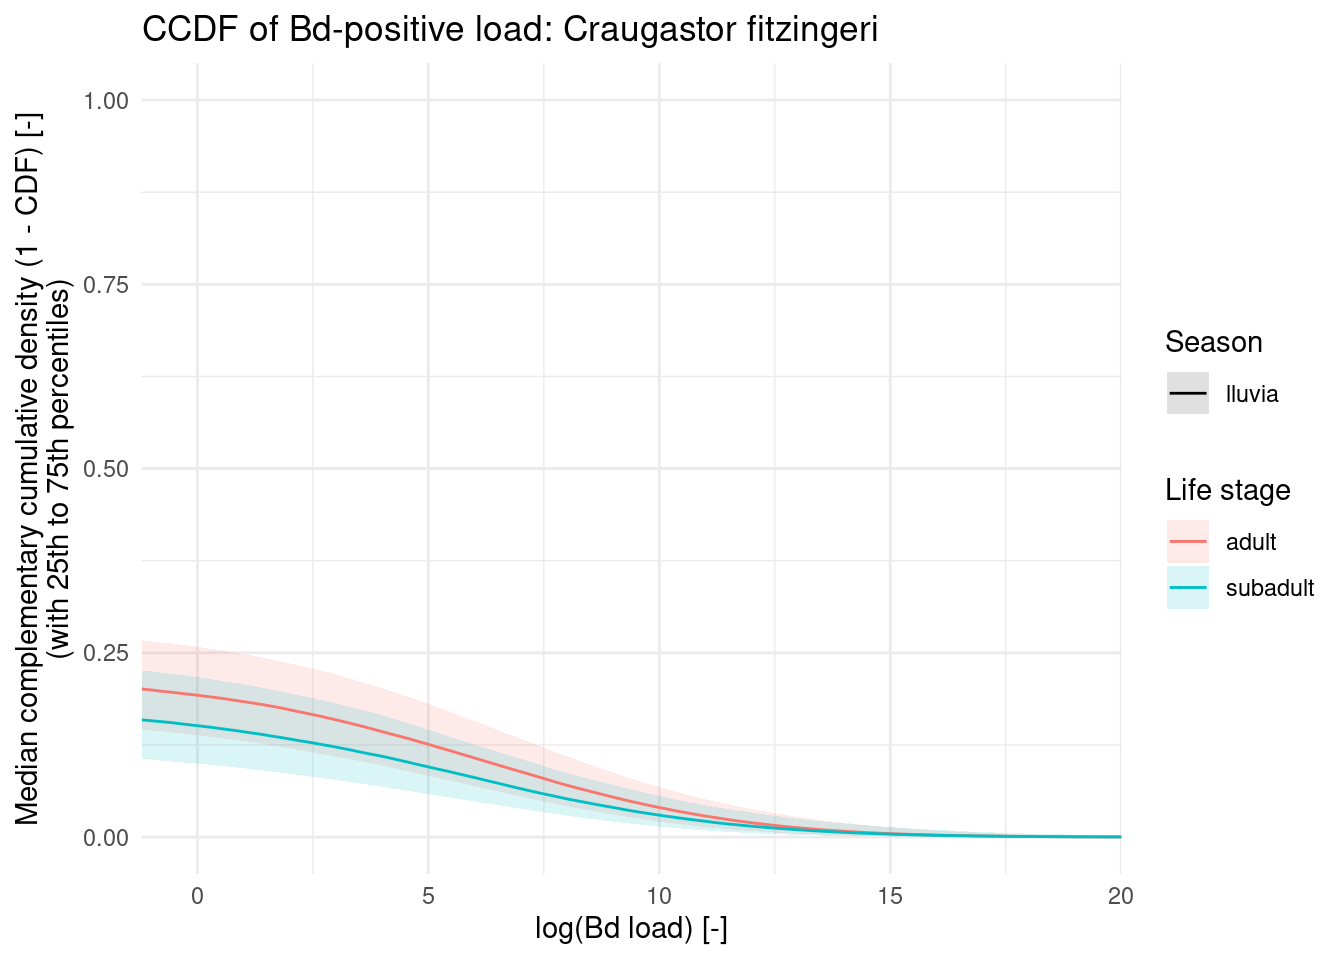 CCDF of Bd-positive load: Craugastor fitzingeri
Median complementary cumulative density (1 - CDF) [-]
(with 25th to 75th percentiles)
1.00
0.75
0.50
0.25
0.00
0
5
10
15
20
log(Bd load) [-]
Season
lluvia
Life stage
adult
subadult